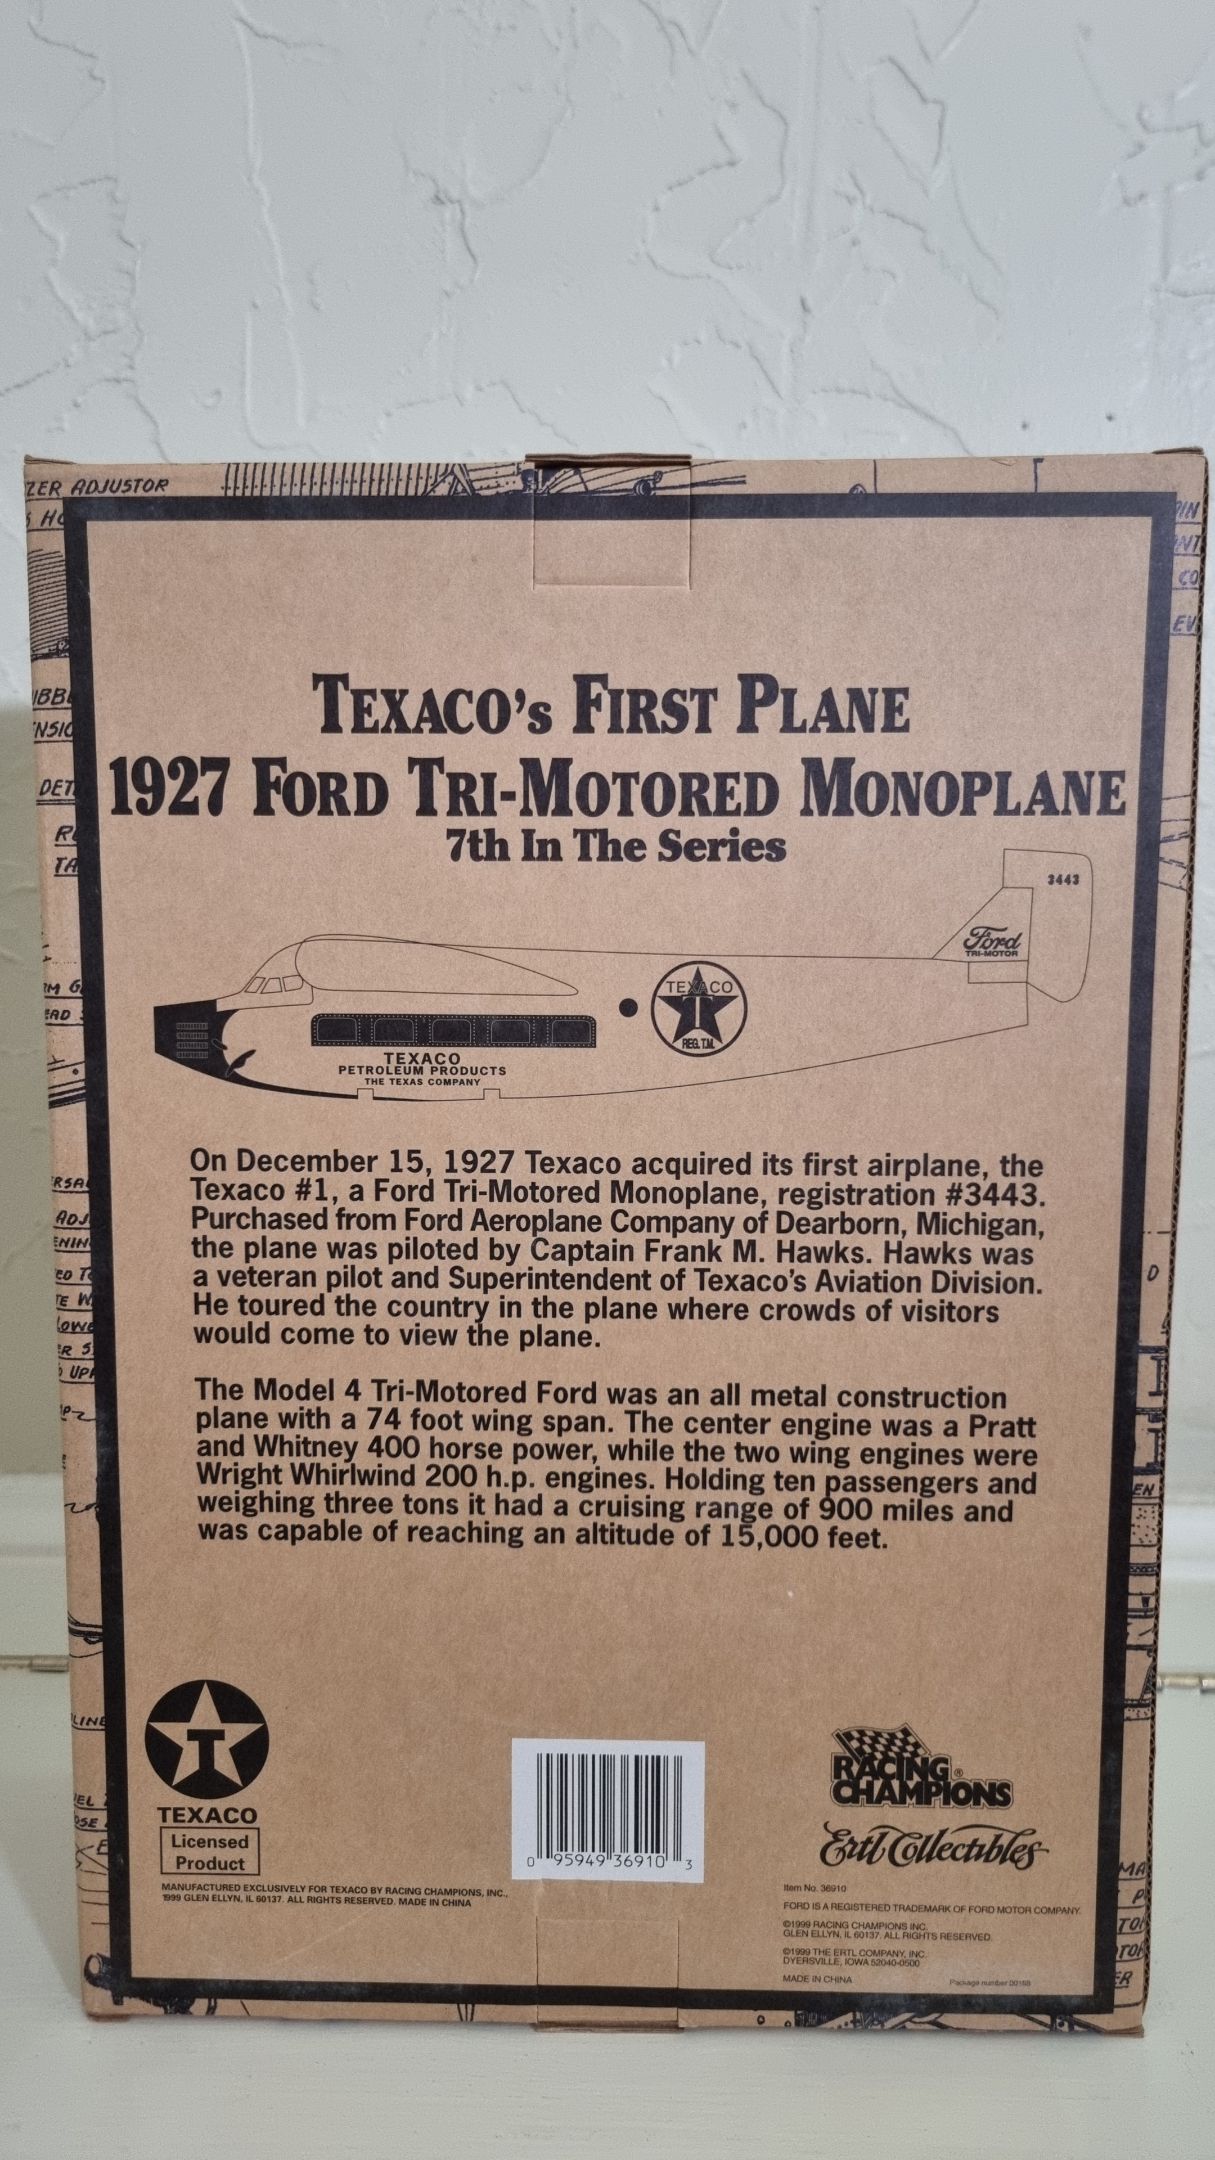 ZER ADJUSTOR
TEXACO's FIRST PLANE
1927 FORD TRI-MOTORED MONOPLANE
7th In The Series
3443
Ford
TRI-MOTOR
TEXACO
T
REG. T.M.
TEXACO
PETROLEUM PRODUCTS
THE TEXAS COMPANY
On December 15, 1927 Texaco acquired its first airplane, the
Texaco #1, a Ford Tri-Motored Monoplane, registration #3443.
Purchased from Ford Aeroplane Company of Dearborn, Michigan,
the plane was piloted by Captain Frank M. Hawks. Hawks was
a veteran pilot and Superintendent of Texaco's Aviation Division.
He toured the country in the plane where crowds of visitors
would come to view the plane.
The Model 4 Tri-Motored Ford was an all metal construction
plane with a 74 foot wing span. The center engine was a Pratt
and Whitney 400 horse power, while the two wing engines were
Wright Whirlwind 200 h.p. engines. Holding ten passengers and
weighing three tons it had a cruising range of 900 miles and
was capable of reaching an altitude of 15,000 feet.
T
TEXACO
Licensed
Product
MANUFACTURED EXCLUSIVELY FOR TEXACO BY RACING CHAMPIONS, INC.,
1999 GLEN ELLYN, IL 60137. ALL RIGHTS RESERVED. MADE IN CHINA
0 95949 36910 3
RACING ®
CHAMPIONS
Ertl Collectibles
Item No. 36910
FORD IS A REGISTERED TRADEMARK OF FORD MOTOR COMPANY.
©1999 RACING CHAMPIONS INC.
GLEN ELLYN, IL 60137. ALL RIGHTS RESERVED.
©1999 THE ERTL COMPANY, INC.
DYERSVILLE, IOWA 52040-0500
MADE IN CHINA
Package number 00168